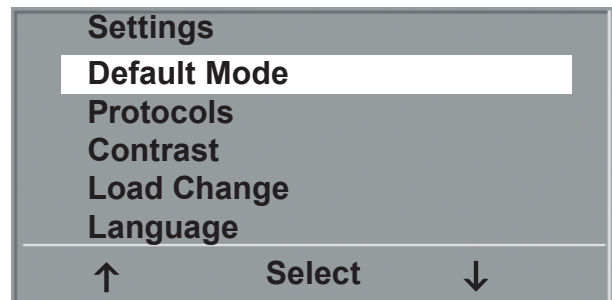 Settings
Default Mode
Protocols
Contrast
Load Change
Language
↑ Select ↓